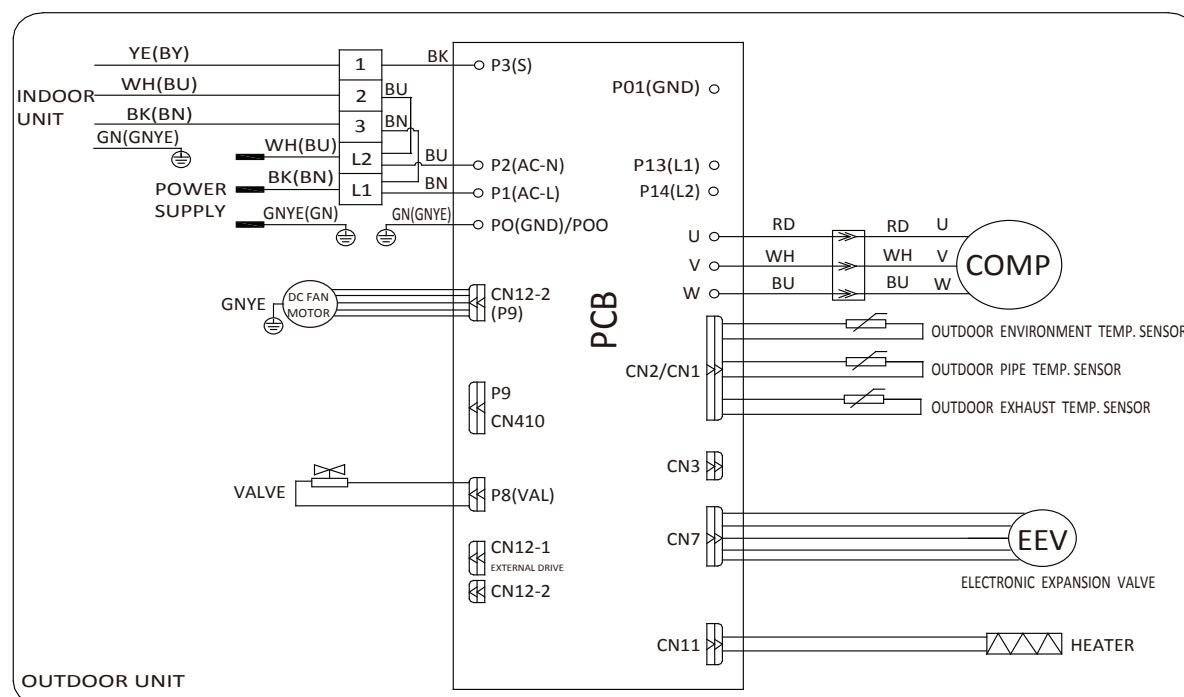 YE(BY)
WH(BU)
INDOOR
UNIT
BK(BN)
GN(GNYE)
WH(BU)
BK(BN)
POWER
SUPPLY
GNYE(GN)
1
2
3
L2
L1
BK
BU
BN
BU
BN
GN(GNYE)
P3(S)
P2(AC-N)
P1(AC-L)
PO(GND)/POO
GNYE
DC FAN
MOTOR
CN12-2
(P9)
P9
CN410
VALVE
P8(VAL)
CN12-1
EXTERNAL DRIVE
CN12-2
PCB
P01(GND)
P13(L1)
P14(L2)
U RD RD U
V WH WH V
W BU BU W
COMP
CN2/CN1
OUTDOOR ENVIRONMENT TEMP. SENSOR
OUTDOOR PIPE TEMP. SENSOR
OUTDOOR EXHAUST TEMP. SENSOR
CN3
CN7
EEV
ELECTRONIC EXPANSION VALVE
CN11
HEATER
OUTDOOR UNIT